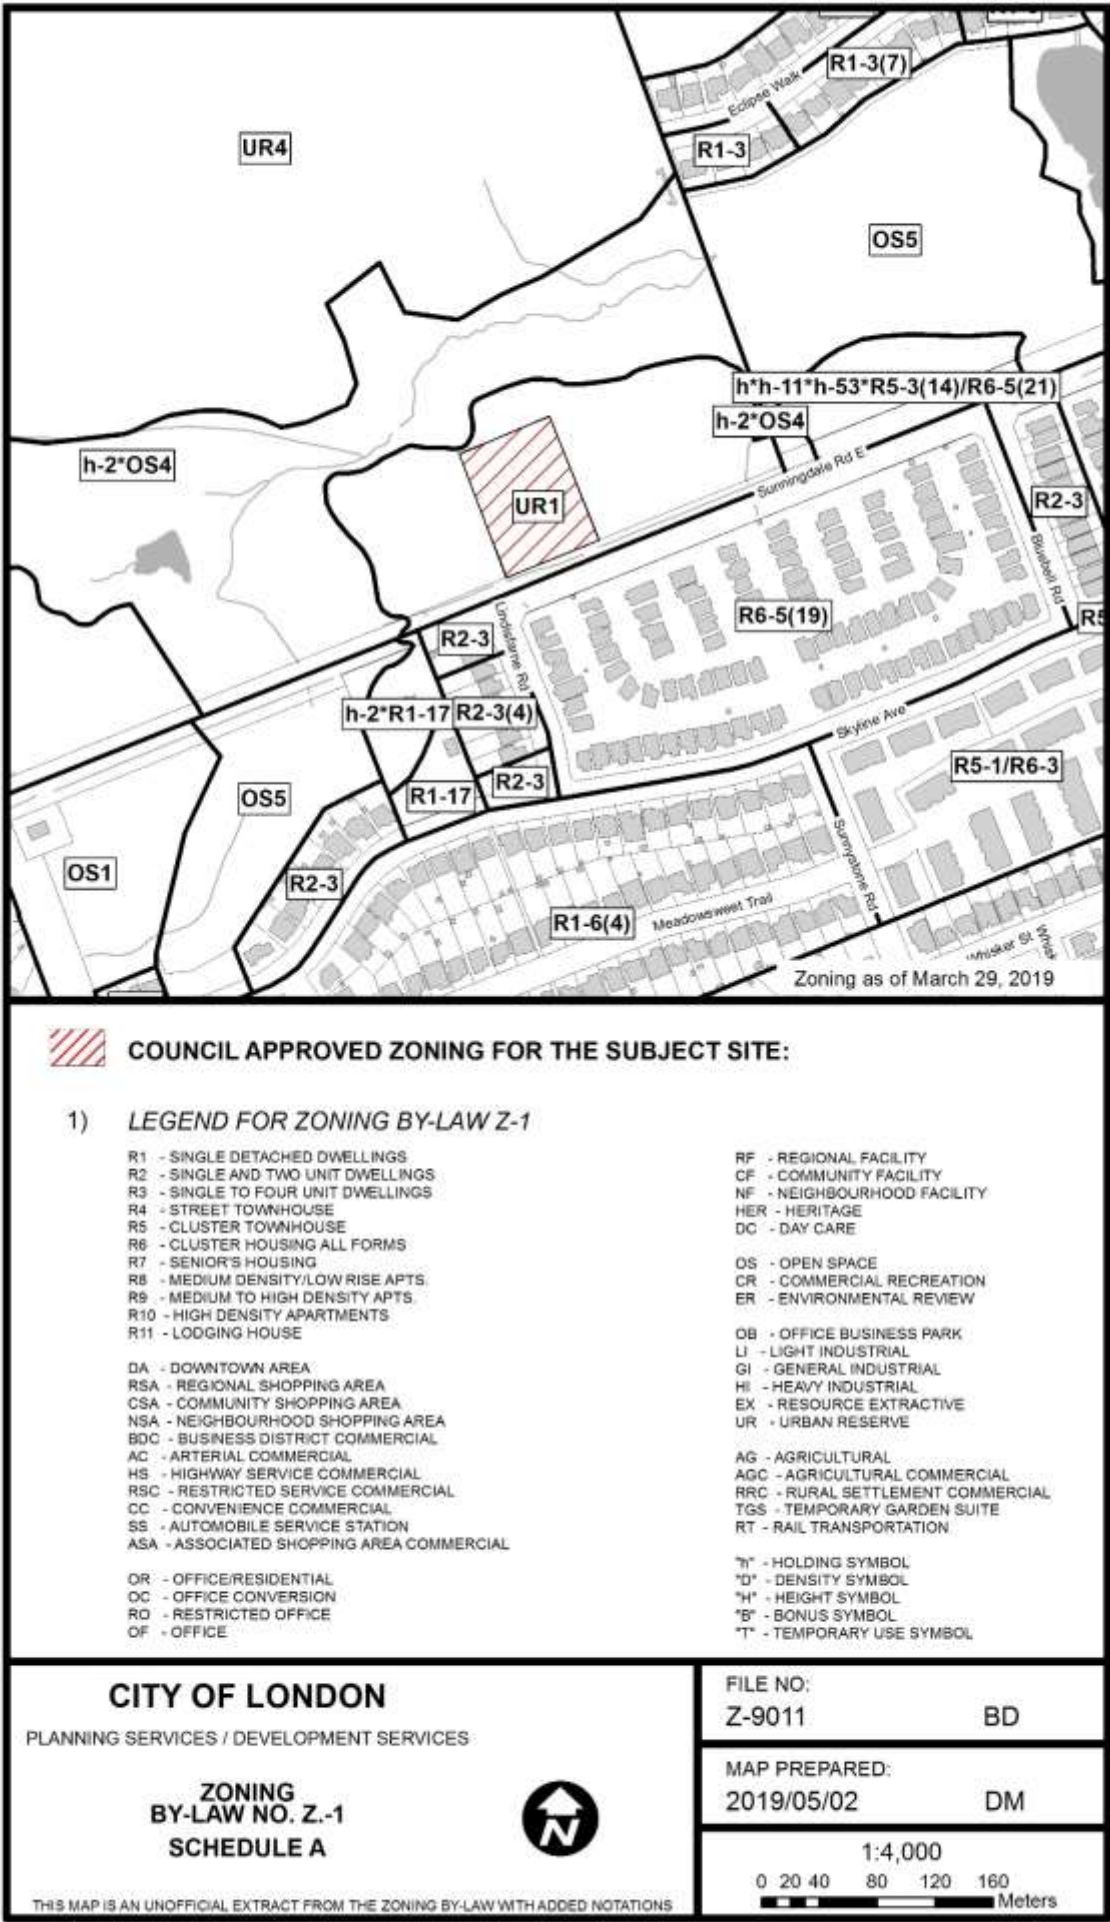 R1-3(7)
Eclipse Walk
UR4
R1-3
OS5
h*h-11*h-53*R5-3(14)/R6-5(21)
h-2*OS4
h-2*OS4
Sunningdale Rd E
UR1
R2-3
Bluebell Rd
R6-5(19)
R5
Lindisfarne Rd
R2-3
h-2*R1-17
R2-3(4)
Skyline Ave
R5-1/R6-3
R2-3
OS5
R1-17
OS1
R2-3
Sunnystone Rd
R1-6(4)
Meadowsweet Trail
Whisker St
Whisk
Zoning as of March 29, 2019
COUNCIL APPROVED ZONING FOR THE SUBJECT SITE:
1) LEGEND FOR ZONING BY-LAW Z-1
R1 - SINGLE DETACHED DWELLINGS
R2 - SINGLE AND TWO UNIT DWELLINGS
R3 - SINGLE TO FOUR UNIT DWELLINGS
R4 - STREET TOWNHOUSE
R5 - CLUSTER TOWNHOUSE
R6 - CLUSTER HOUSING ALL FORMS
R7 - SENIOR'S HOUSING
R8 - MEDIUM DENSITY/LOW RISE APTS.
R9 - MEDIUM TO HIGH DENSITY APTS.
R10 - HIGH DENSITY APARTMENTS
R11 - LODGING HOUSE
DA - DOWNTOWN AREA
RSA - REGIONAL SHOPPING AREA
CSA - COMMUNITY SHOPPING AREA
NSA - NEIGHBOURHOOD SHOPPING AREA
BDC - BUSINESS DISTRICT COMMERCIAL
AC - ARTERIAL COMMERCIAL
HS - HIGHWAY SERVICE COMMERCIAL
RSC - RESTRICTED SERVICE COMMERCIAL
CC - CONVENIENCE COMMERCIAL
SS - AUTOMOBILE SERVICE STATION
ASA - ASSOCIATED SHOPPING AREA COMMERCIAL
OR - OFFICE/RESIDENTIAL
OC - OFFICE CONVERSION
RO - RESTRICTED OFFICE
OF - OFFICE
RF - REGIONAL FACILITY
CF - COMMUNITY FACILITY
NF - NEIGHBOURHOOD FACILITY
HER - HERITAGE
DC - DAY CARE
OS - OPEN SPACE
CR - COMMERCIAL RECREATION
ER - ENVIRONMENTAL REVIEW
OB - OFFICE BUSINESS PARK
LI - LIGHT INDUSTRIAL
GI - GENERAL INDUSTRIAL
HI - HEAVY INDUSTRIAL
EX - RESOURCE EXTRACTIVE
UR - URBAN RESERVE
AG - AGRICULTURAL
AGC - AGRICULTURAL COMMERCIAL
RRC - RURAL SETTLEMENT COMMERCIAL
TGS - TEMPORARY GARDEN SUITE
RT - RAIL TRANSPORTATION
"h" - HOLDING SYMBOL
"D" - DENSITY SYMBOL
"H" - HEIGHT SYMBOL
"B" - BONUS SYMBOL
"T" - TEMPORARY USE SYMBOL
CITY OF LONDON
PLANNING SERVICES / DEVELOPMENT SERVICES
ZONING
BY-LAW NO. Z.-1
SCHEDULE A
N
THIS MAP IS AN UNOFFICIAL EXTRACT FROM THE ZONING BY-LAW WITH ADDED NOTATIONS
FILE NO:
Z-9011 BD
MAP PREPARED:
2019/05/02 DM
1:4,000
0 20 40 80 120 160
Meters